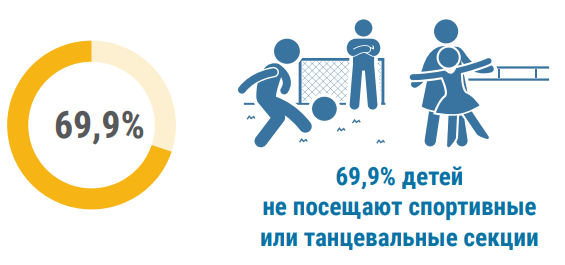 69,9%
69,9% детей
не посещают спортивные
или танцевальные секции